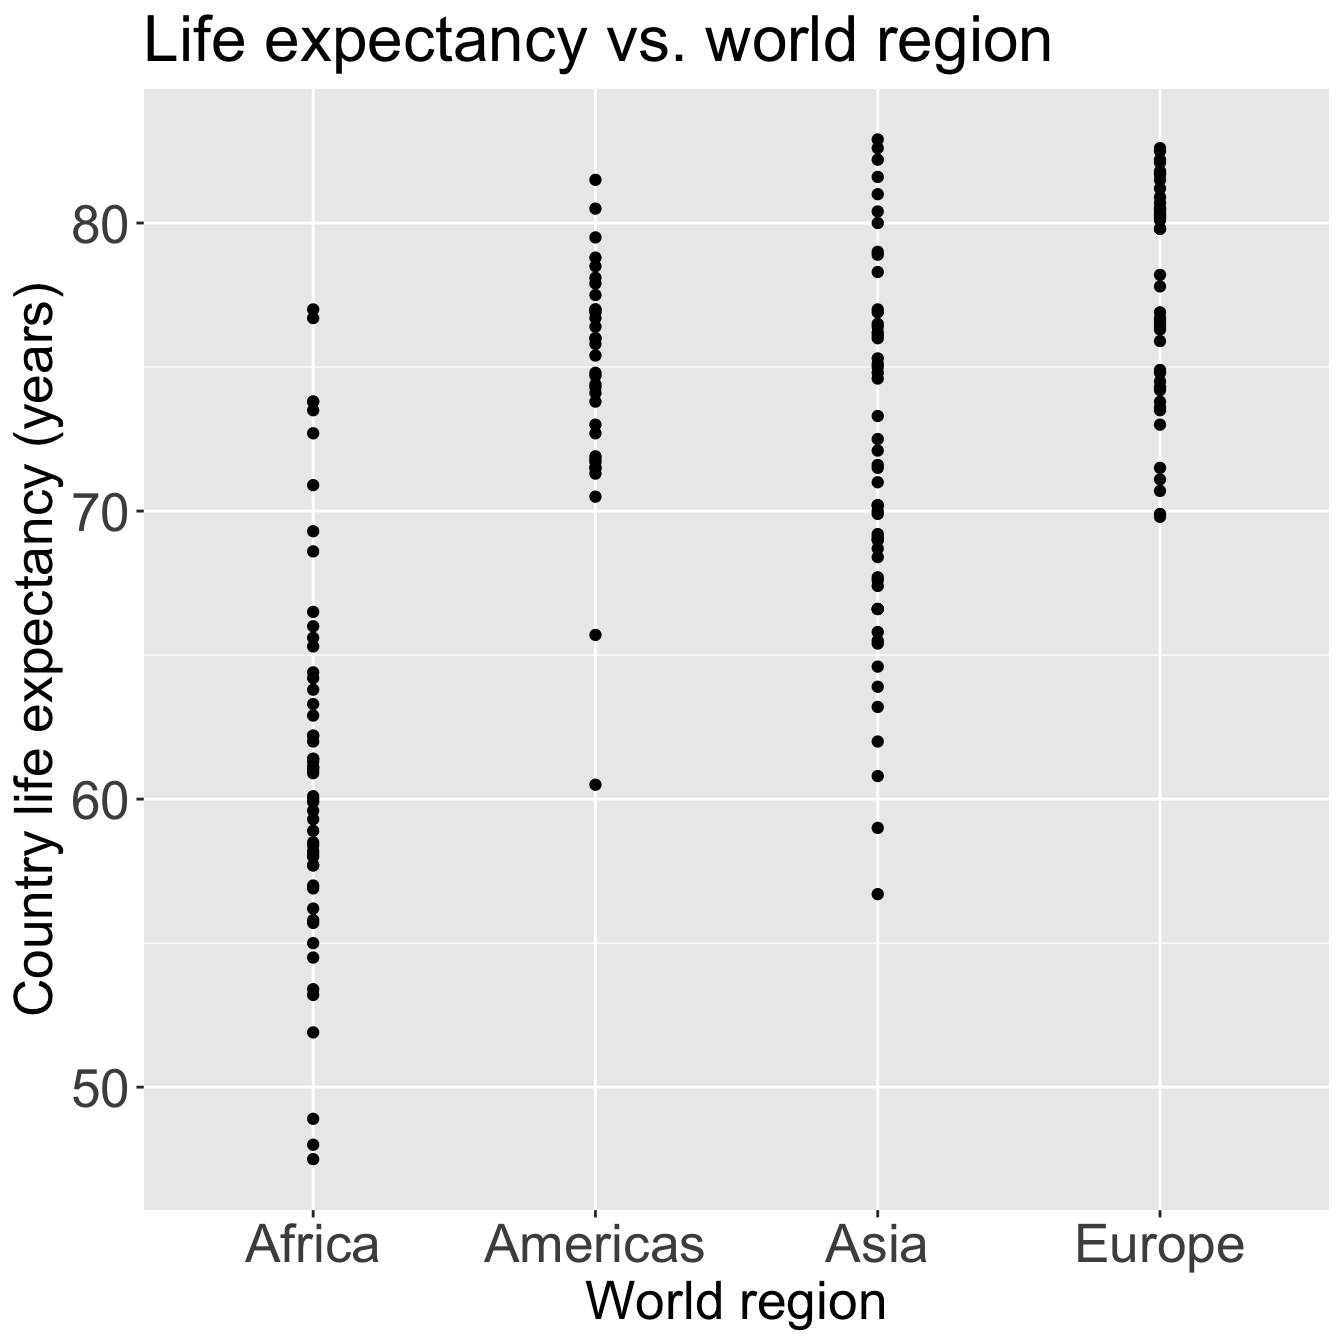 Life expectancy vs. world region
Country life expectancy (years)
80
70
60
50
Africa Americas Asia Europe
World region